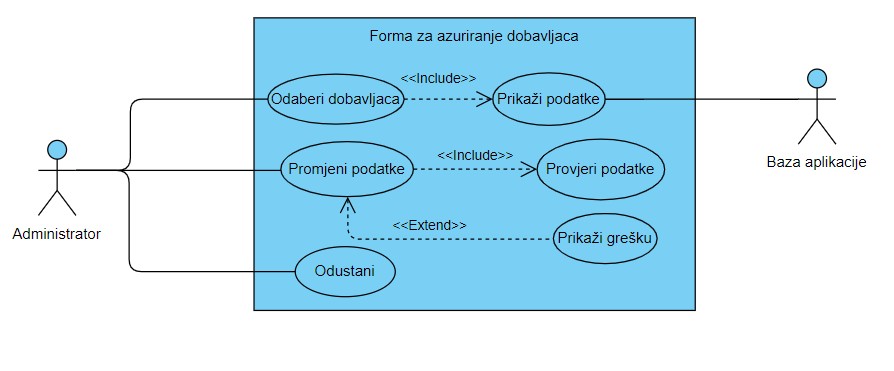 Forma za azuriranje dobavljaca
<<Include>>
Odaberi dobavljaca
Prikaži podatke
Baza aplikacije
<<Include>>
Promjeni podatke
Provjeri podatke
<<Extend>>
Prikaži grešku
Administrator
Odustani